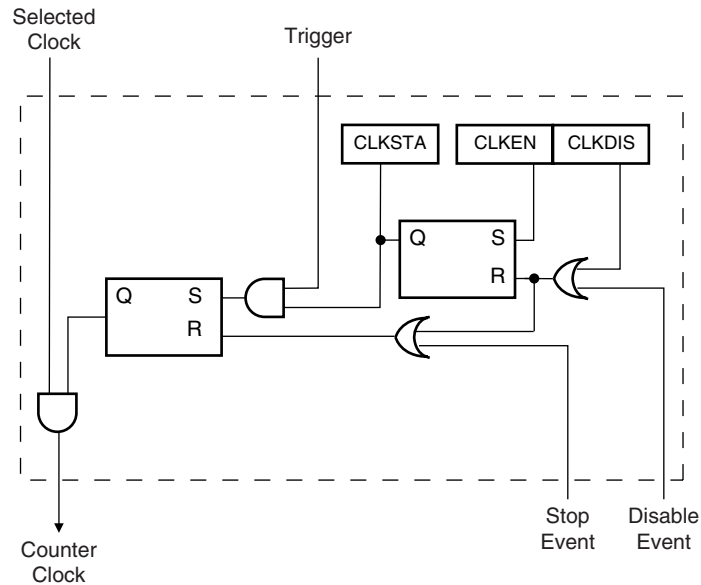 Selected
Clock
Trigger
CLKSTA
CLKEN
CLKDIS
Q
S
R
Q
S
R
Stop
Event
Disable
Event
Counter
Clock